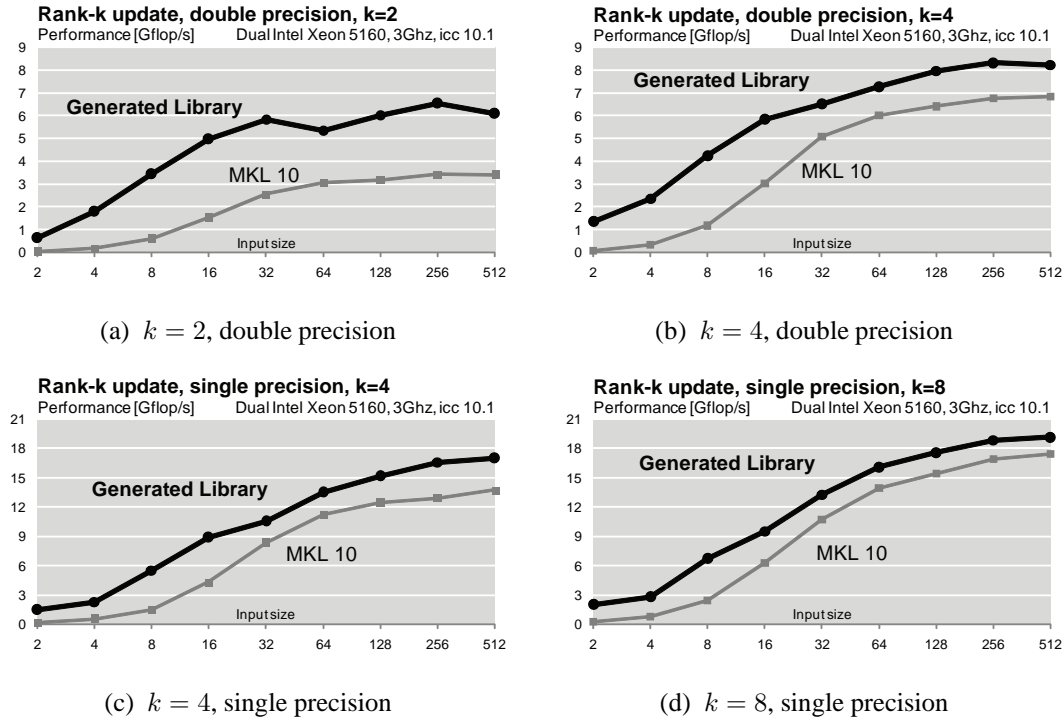 Rank-k update, double precision, k=2
Performance [Gflop/s] Dual Intel Xeon 5160, 3Ghz, icc 10.1
9
8
7
6
5
4
3
2
1
0
Generated Library
MKL 10
Input size
2 4 8 16 32 64 128 256 512
(a) k = 2, double precision
Rank-k update, double precision, k=4
Performance [Gflop/s] Dual Intel Xeon 5160, 3Ghz, icc 10.1
9
8
7
6
5
4
3
2
1
0
Generated Library
MKL 10
Input size
2 4 8 16 32 64 128 256 512
(b) k = 4, double precision
Rank-k update, single precision, k=4
Performance [Gflop/s] Dual Intel Xeon 5160, 3Ghz, icc 10.1
21
18
15
12
9
6
3
0
Generated Library
MKL 10
Input size
2 4 8 16 32 64 128 256 512
(c) k = 4, single precision
Rank-k update, single precision, k=8
Performance [Gflop/s] Dual Intel Xeon 5160, 3Ghz, icc 10.1
21
18
15
12
9
6
3
0
Generated Library
MKL 10
Input size
2 4 8 16 32 64 128 256 512
(d) k = 8, single precision